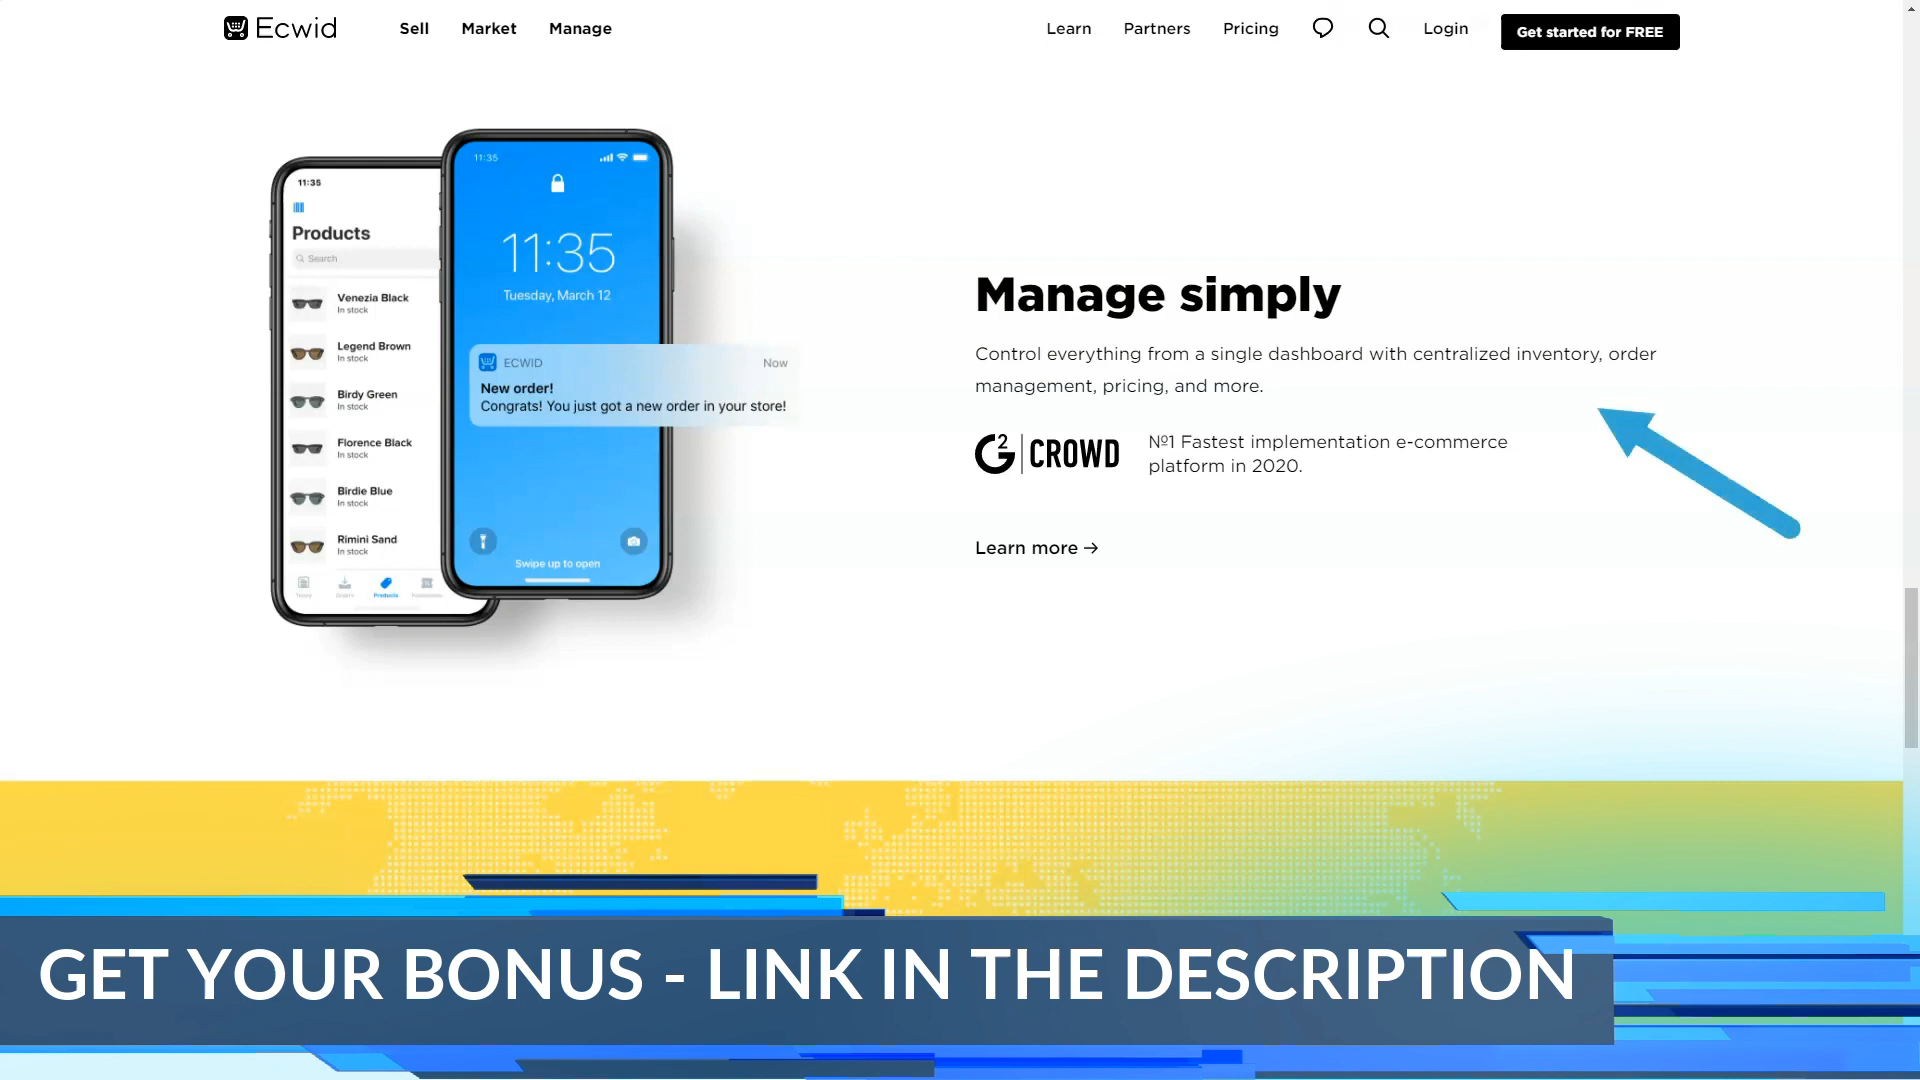 Ecwid
Sell
Market
Manage
Learn
Partners
Pricing
Login
Get started for FREE
11:35
Products
Search
Venezia Black
In stock
Legend Brown
In stock
Birdy Green
In stock
Florence Black
In stock
Birdie Blue
In stock
Rimini Sand
In stock
Products
11:35
11:35
Tuesday, March 12
ECWID
Now
New order!
Congrats! You just got a new order in your store!
Swipe up to open
Manage simply
Control everything from a single dashboard with centralized inventory, order
management, pricing, and more.
G2 CROWD
№1 Fastest implementation e-commerce
platform in 2020.
Learn more →
GET YOUR BONUS - LINK IN THE DESCRIPTION